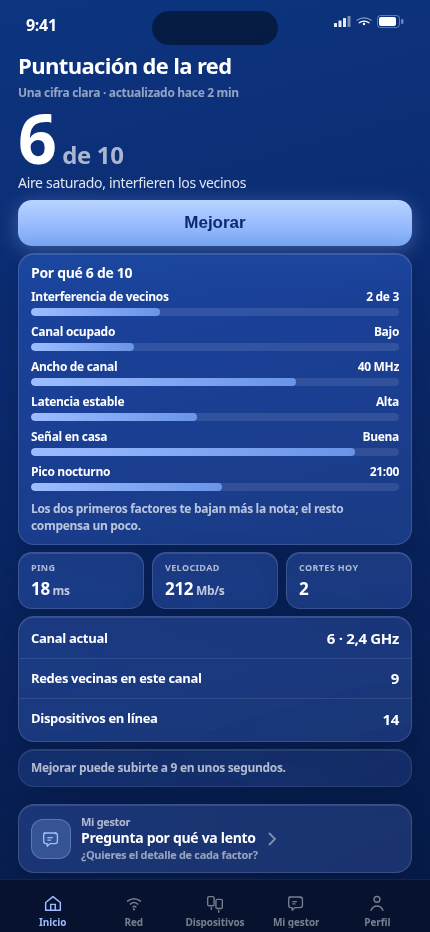 9:41
Puntuación de la red
Una cifra clara · actualizado hace 2 min
6 de 10
Aire saturado, interfieren los vecinos
Mejorar
Por qué 6 de 10
Interferencia de vecinos 2 de 3
Canal ocupado Bajo
Ancho de canal 40 MHz
Latencia estable Alta
Señal en casa Buena
Pico nocturno 21:00
Los dos primeros factores te bajan más la nota; el resto
compensa un poco.
PING VELOCIDAD CORTES HOY
18 ms 212 Mb/s 2
Canal actual 6 · 2,4 GHz
Redes vecinas en este canal 9
Dispositivos en línea 14
Mejorar puede subirte a 9 en unos segundos.
Mi gestor
Pregunta por qué va lento
¿Quieres el detalle de cada factor?
Inicio Red Dispositivos Mi gestor Perfil